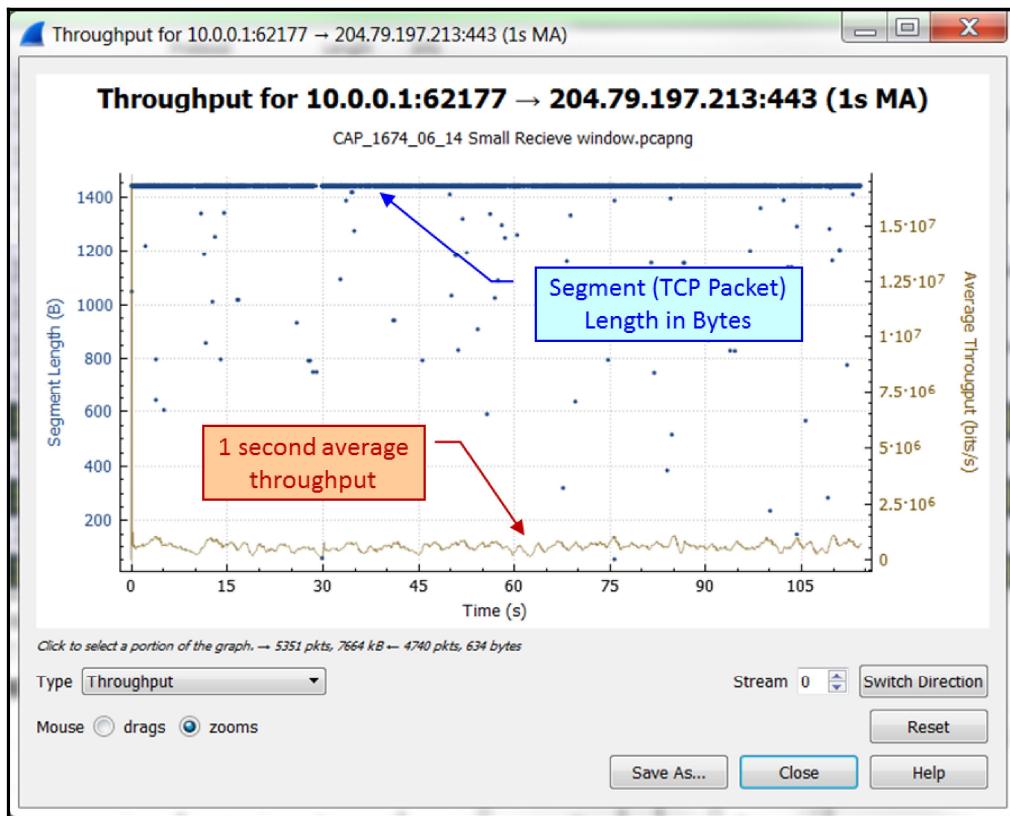 Throughput for 10.0.0.1:62177 → 204.79.197.213:443 (1s MA)
Throughput for 10.0.0.1:62177 → 204.79.197.213:443 (1s MA)
CAP_1674_06_14 Small Recieve window.pcapng
Segment Length (B)
1400
1200
1000
800
600
400
200
1.5·10⁷
1.25·10⁷
1·10⁷
7.5·10⁶
5·10⁶
2.5·10⁶
0
Average Througput (bits/s)
Segment (TCP Packet)
Length in Bytes
1 second average
throughput
0 15 30 45 60 75 90 105
Time (s)
Click to select a portion of the graph. → 5351 pkts, 7664 kB ← 4740 pkts, 634 bytes
Type Throughput Stream 0 Switch Direction
Mouse drags zooms Reset
Save As... Close Help